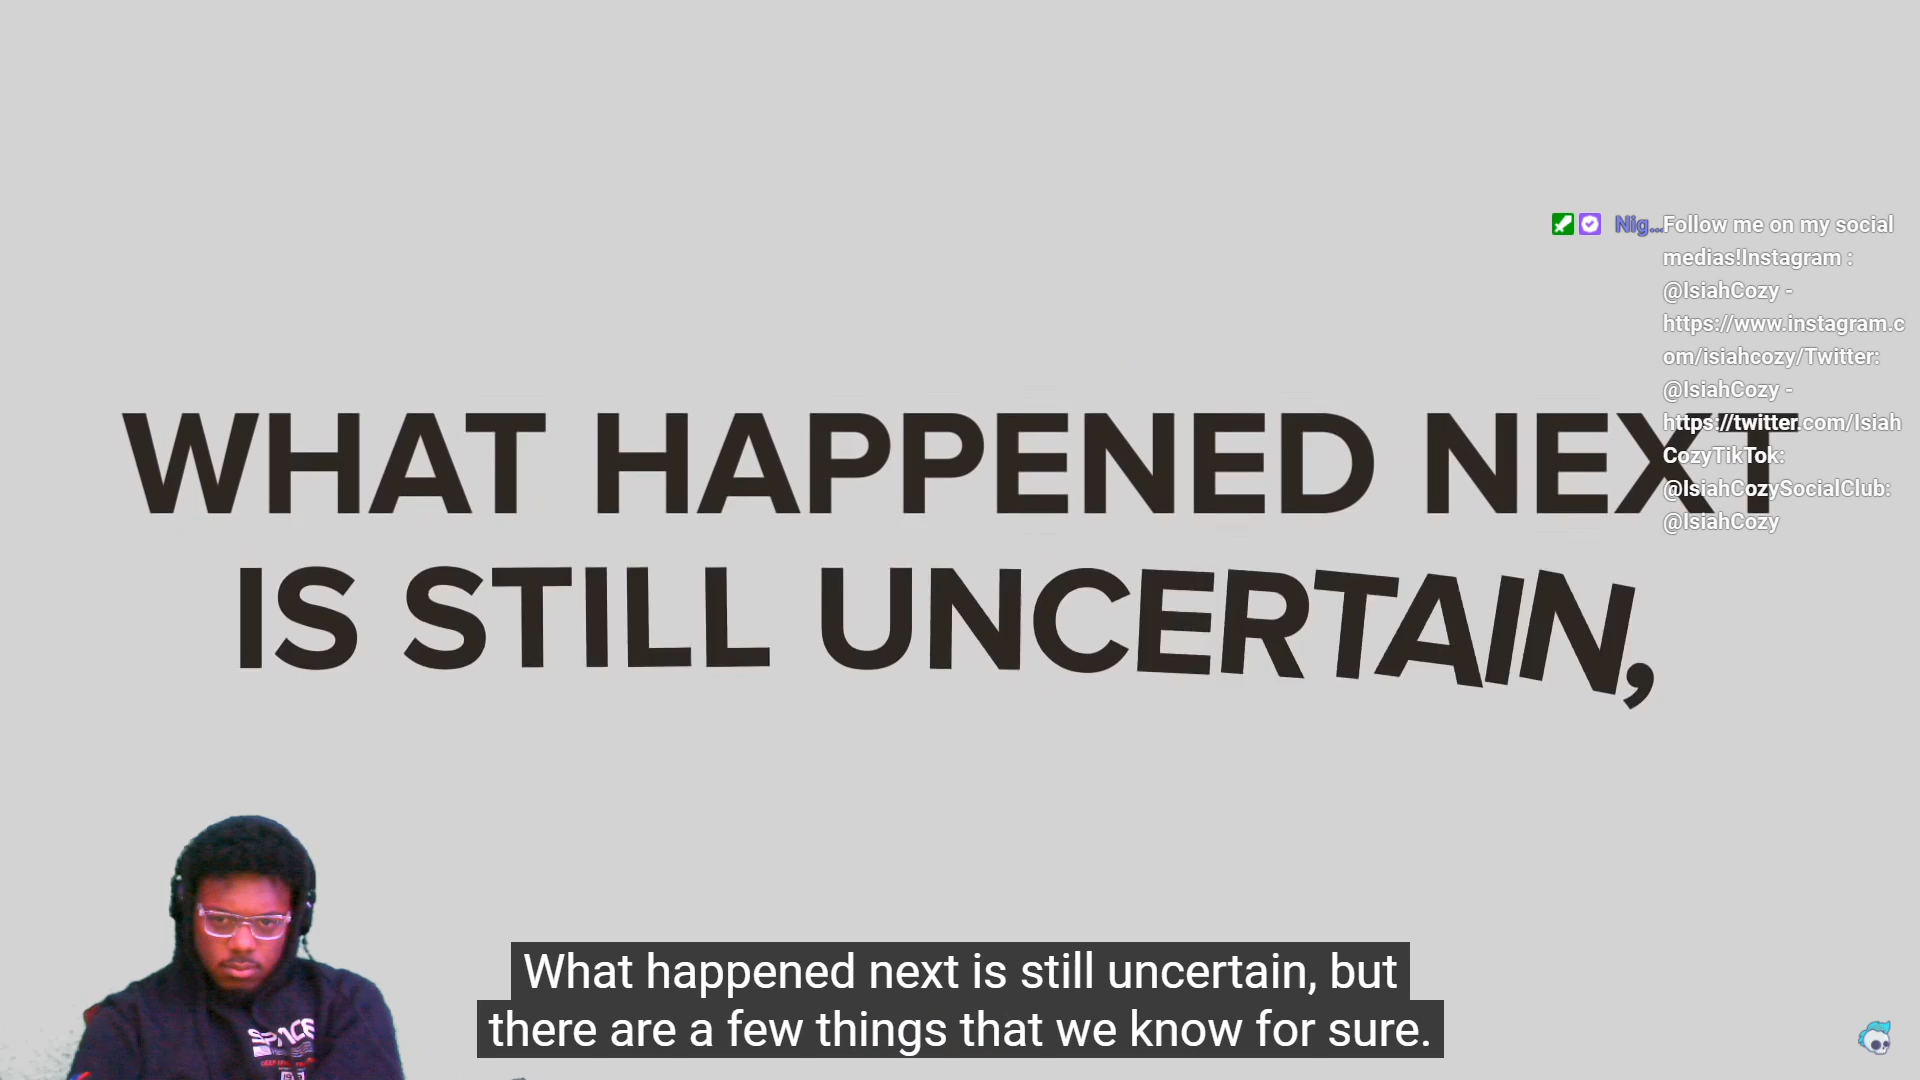 Nig...Follow me on my social
medias!Instagram :
@IsiahCozy -
https://www.instagram.c
om/isiahcozy/Twitter:
@IsiahCozy -
https://twitter.com/Isiah
CozyTikTok:
@IsiahCozySocialClub:
@IsiahCozy
WHAT HAPPENED NEXT
IS STILL UNCERTAIN,
SPACE
What happened next is still uncertain, but
there are a few things that we know for sure.